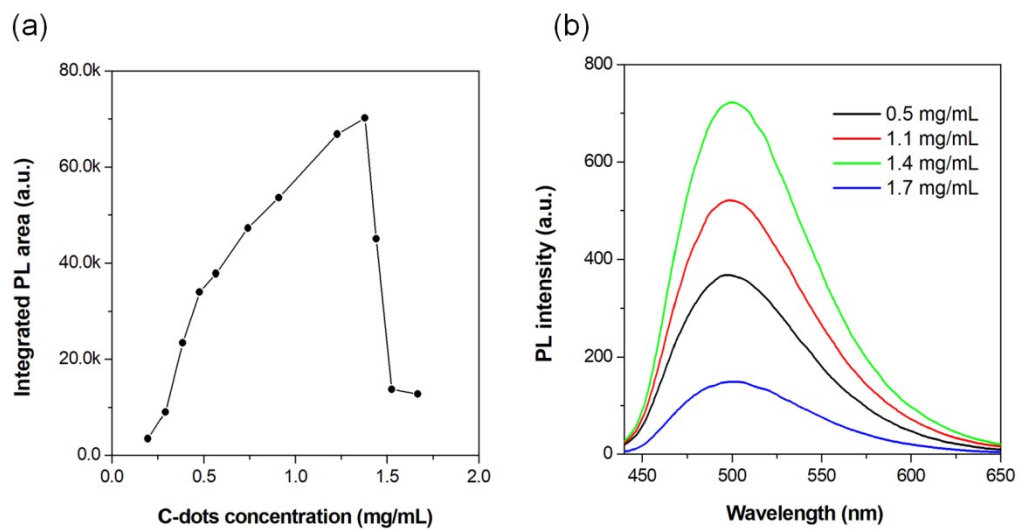 (a)
80.0k
60.0k
40.0k
20.0k
0.0
0.0 0.5 1.0 1.5 2.0
Integrated PL area (a.u.)
C-dots concentration (mg/mL)
(b)
800
600
400
200
0
450 500 550 600 650
PL intensity (a.u.)
Wavelength (nm)
0.5 mg/mL
1.1 mg/mL
1.4 mg/mL
1.7 mg/mL